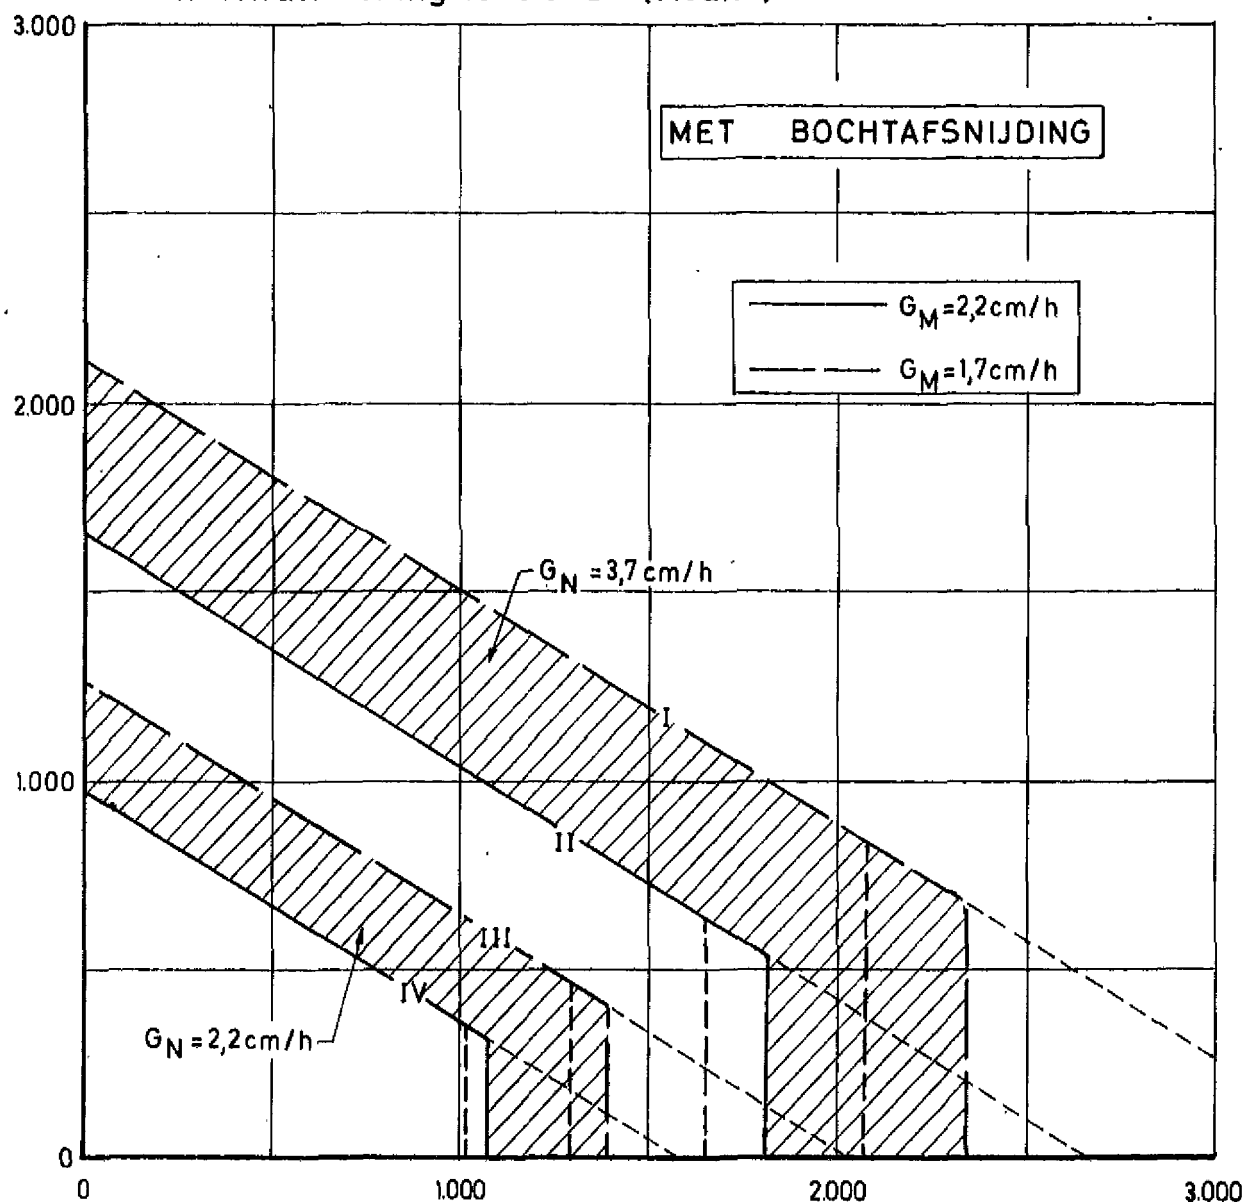 3.000
MET BOCHTAFSNIJDING
G_M=2,2cm/h
G_M=1,7cm/h
2.000
G_N=3,7cm/h
I
1.000
II
III
IV
G_N=2,2cm/h
0
0 1.000 2.000 3.000